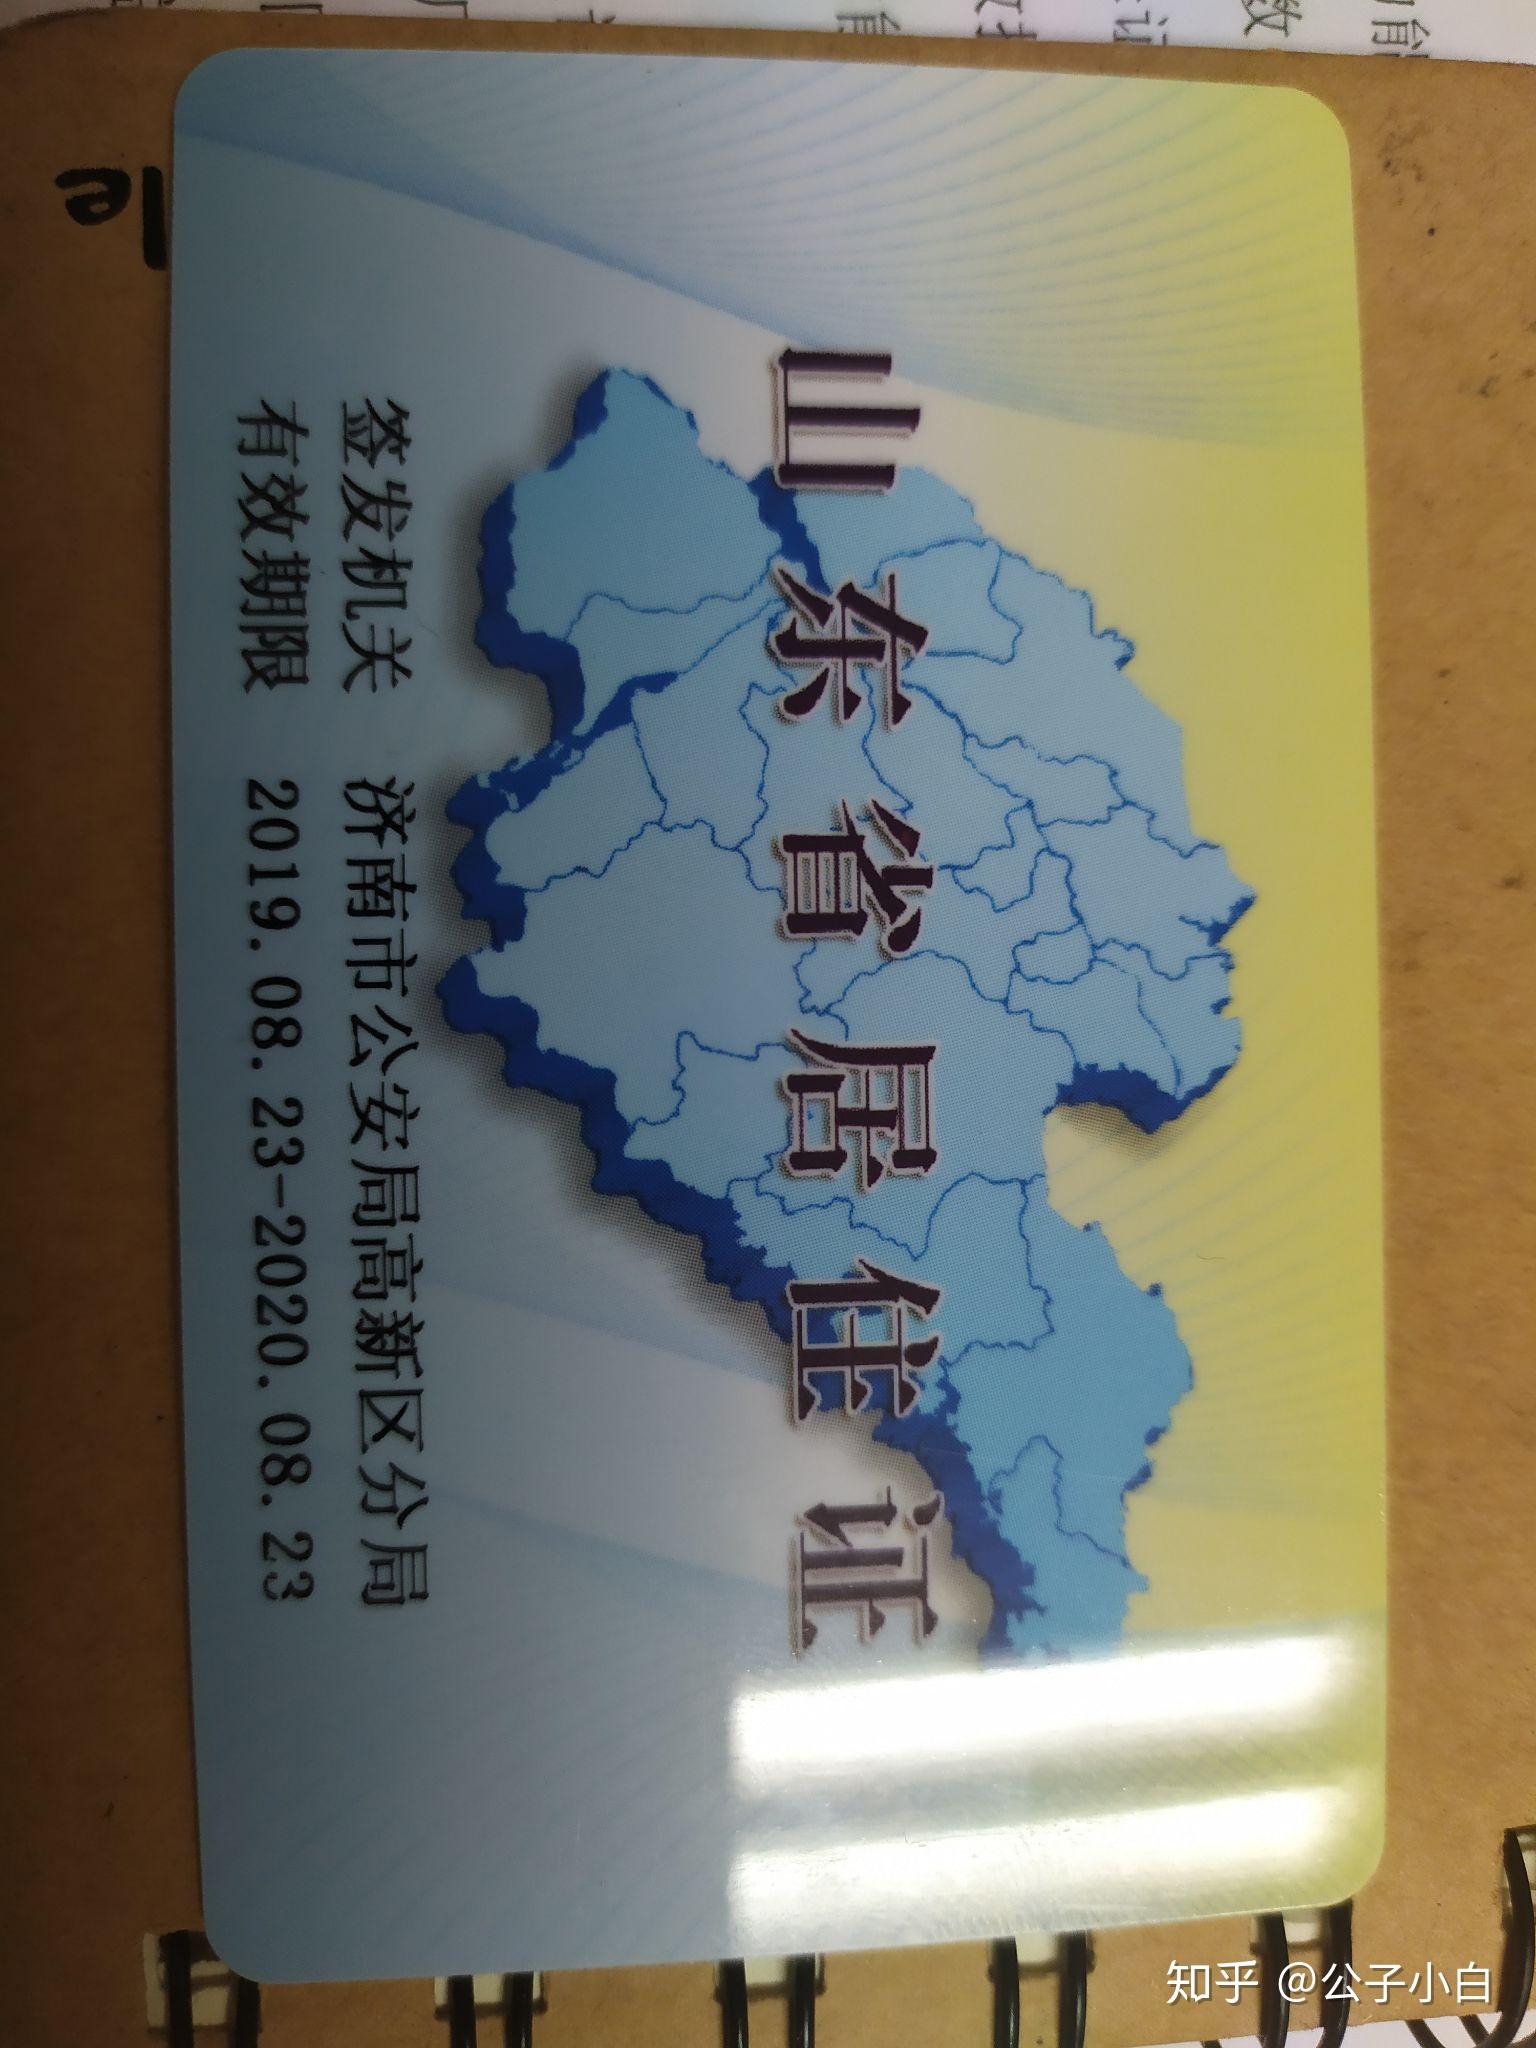 山东省居住证
签发机关 济南市公安局高新区分局
有效期限 2019.08.23-2020.08.23
le
知乎 @公子小白